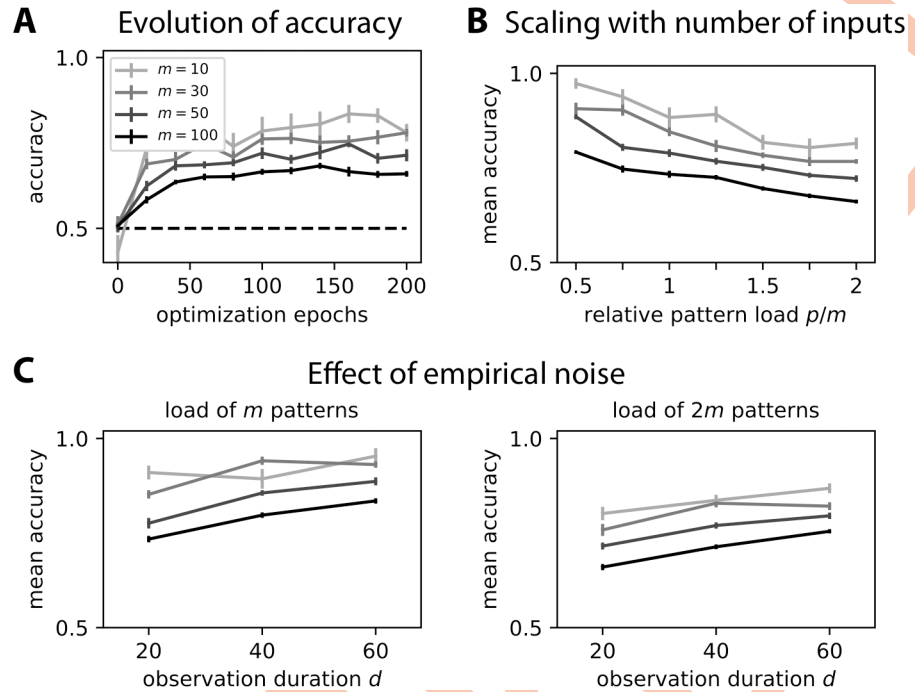 A Evolution of accuracy
1.0
0.5
accuracy
m = 10
m = 30
m = 50
m = 100
0 50 100 150 200
optimization epochs
B Scaling with number of inputs
1.0
0.5
mean accuracy
0.5 1 1.5 2
relative pattern load p/m
C Effect of empirical noise
load of m patterns
1.0
0.5
mean accuracy
20 40 60
observation duration d
load of 2m patterns
1.0
0.5
mean accuracy
20 40 60
observation duration d